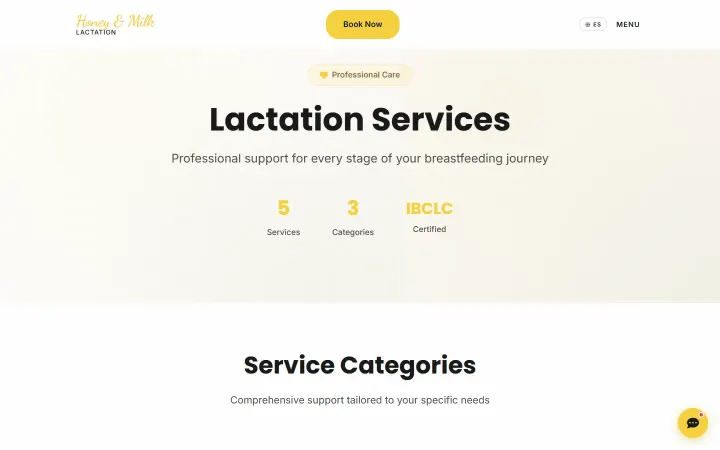 Honey & Milk
LACTATION
Book Now
ES
MENU
Professional Care
Lactation Services
Professional support for every stage of your breastfeeding journey
5
Services
3
Categories
IBCLC
Certified
Service Categories
Comprehensive support tailored to your specific needs